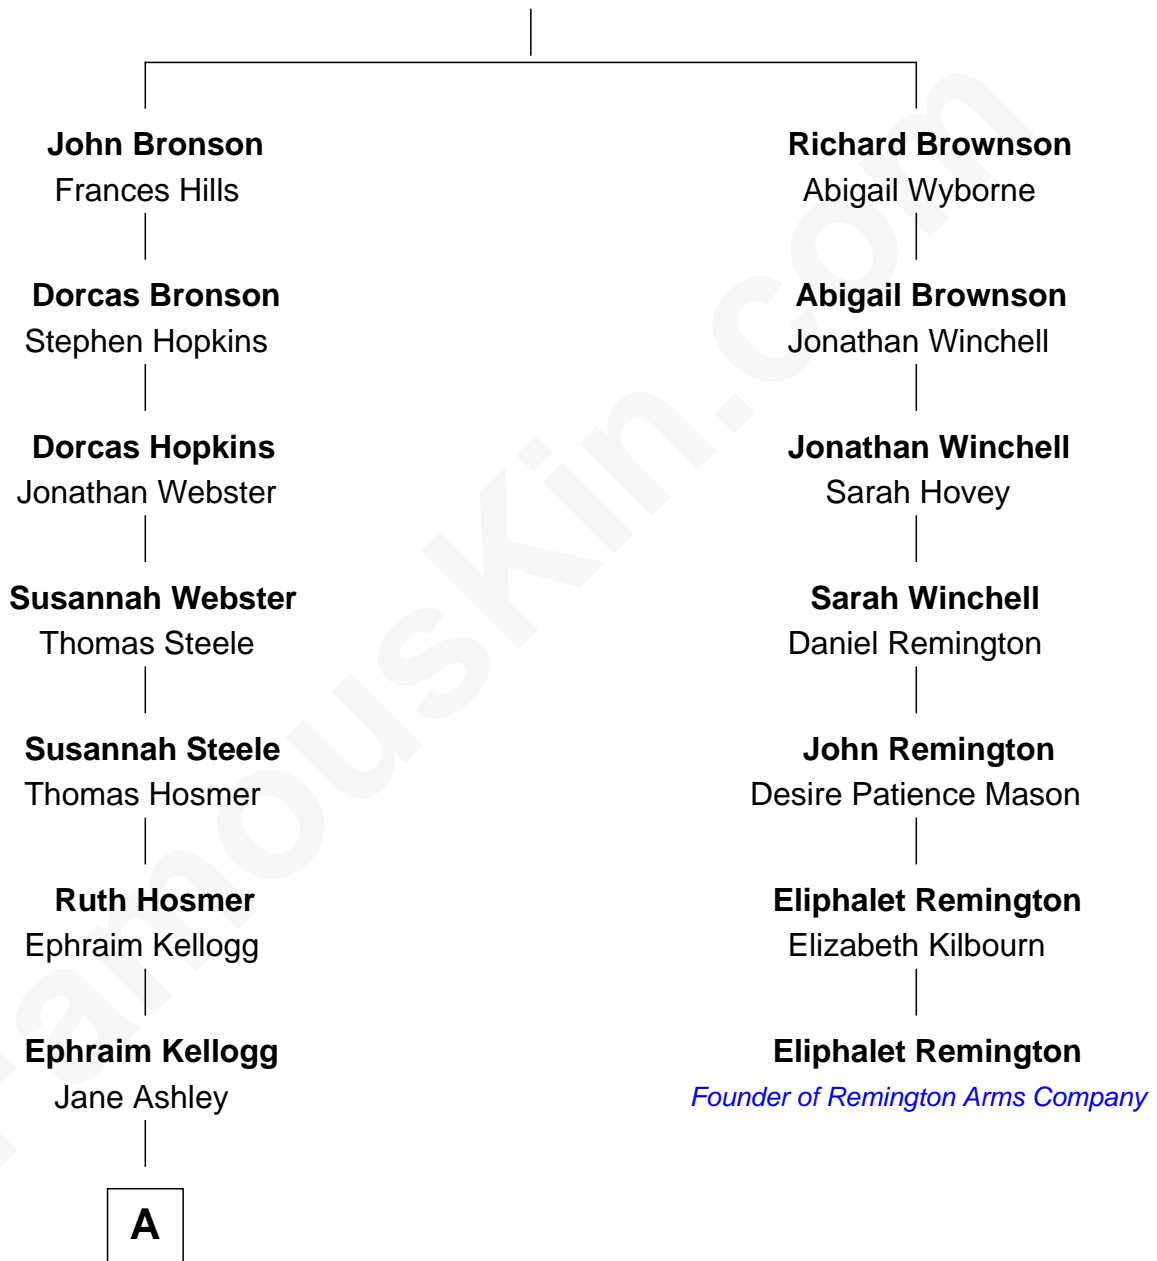 John Bronson
Frances Hills
Dorcas Bronson
Stephen Hopkins
Dorcas Hopkins
Jonathan Webster
Susannah Webster
Thomas Steele
Susannah Steele
Thomas Hosmer
Ruth Hosmer
Ephraim Kellogg
Ephraim Kellogg
Jane Ashley
A
Richard Brownson
Abigail Wyborne
Abigail Brownson
Jonathan Winchell
Jonathan Winchell
Sarah Hovey
Sarah Winchell
Daniel Remington
John Remington
Desire Patience Mason
Eliphalet Remington
Elizabeth Kilbourn
Eliphalet Remington
Founder of Remington Arms Company
FamousKin.com